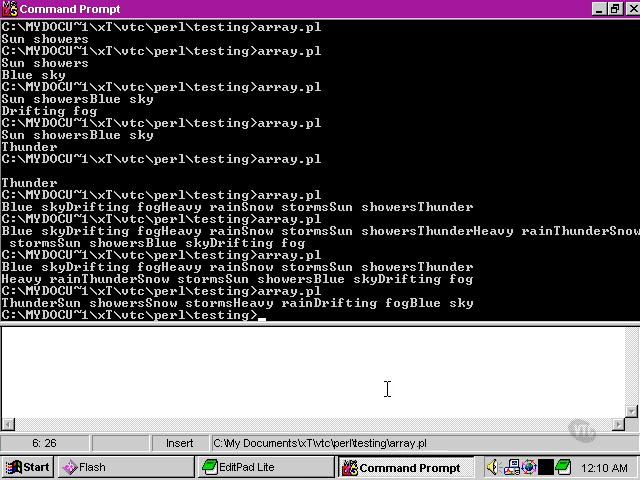 Command Prompt
C:\MYDOCU~1\xT\vtc\perl\testing>array.pl
Sun showers
C:\MYDOCU~1\xT\vtc\perl\testing>array.pl
Sun showers
Blue sky
C:\MYDOCU~1\xT\vtc\perl\testing>array.pl
Sun showersBlue sky
Drifting fog
C:\MYDOCU~1\xT\vtc\perl\testing>array.pl
Sun showersBlue sky
Thunder
C:\MYDOCU~1\xT\vtc\perl\testing>array.pl
Thunder
C:\MYDOCU~1\xT\vtc\perl\testing>array.pl
Blue skyDrifting fogHeavy rainSnow stormsSun showersThunder
C:\MYDOCU~1\xT\vtc\perl\testing>array.pl
Blue skyDrifting fogHeavy rainSnow stormsSun showersThunderHeavy rainThunderSnow
 stormsSun showersBlue skyDrifting fog
C:\MYDOCU~1\xT\vtc\perl\testing>array.pl
Blue skyDrifting fogHeavy rainSnow stormsSun showersThunder
Heavy rainThunderSnow stormsSun showersBlue skyDrifting fog
C:\MYDOCU~1\xT\vtc\perl\testing>array.pl
ThunderSun showersSnow stormsHeavy rainDrifting fogBlue sky
C:\MYDOCU~1\xT\vtc\perl\testing>
VTC
6: 26 Insert C:\My Documents\xT\vtc\perl\testing\array.pl
Start Flash EditPad Lite Command Prompt 12:10 AM